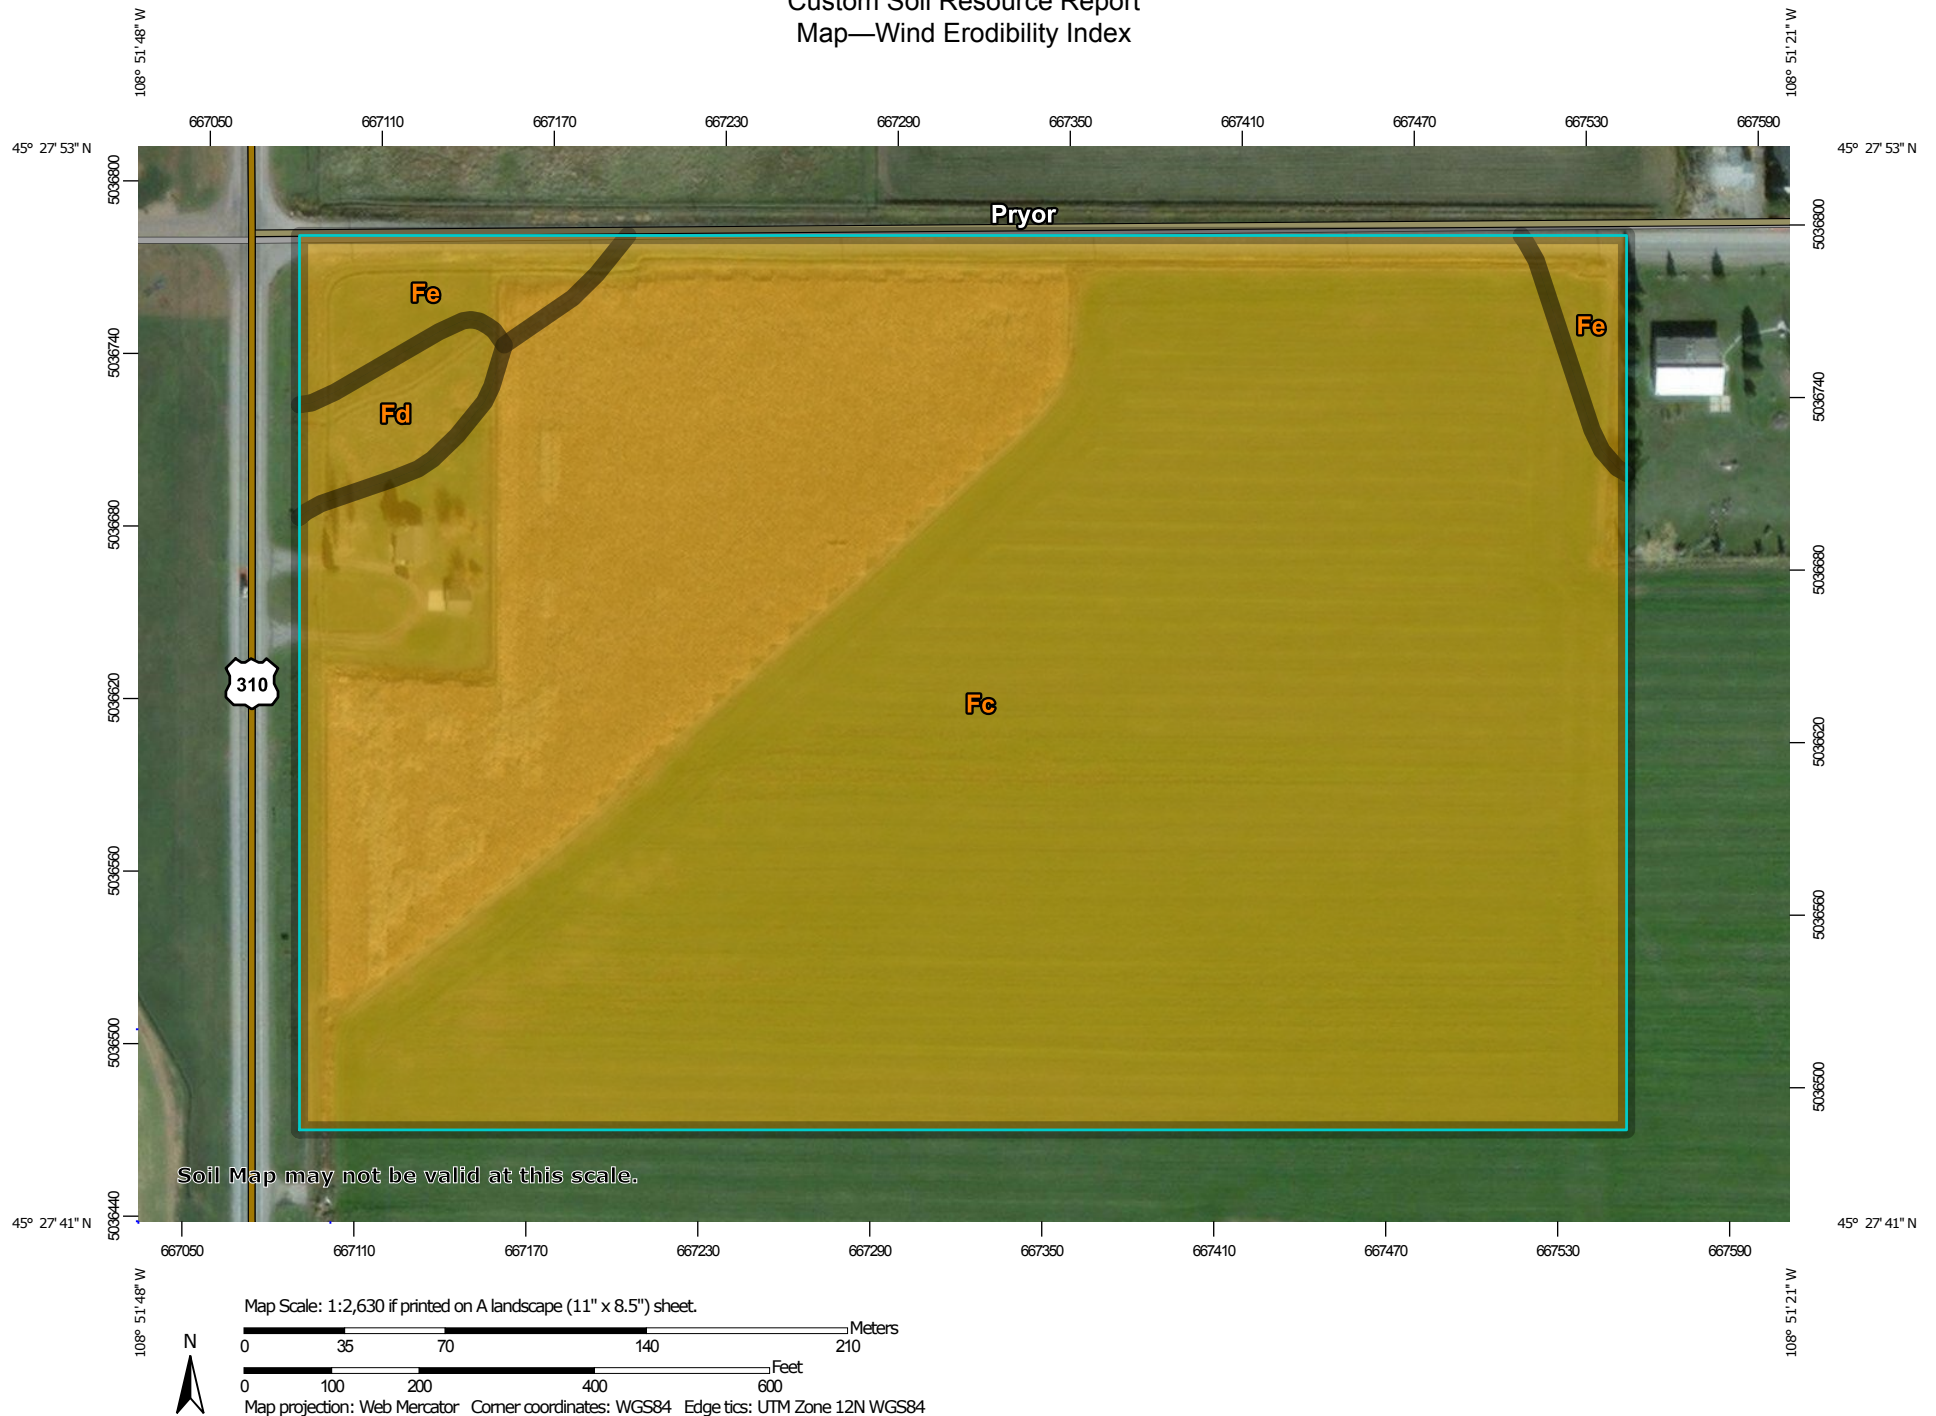 Custom Soil Resource Report
Map—Wind Erodibility Index
108° 51' 48" W
108° 51' 21" W
667050 667110 667170 667230 667290 667350 667410 667470 667530 667590
45° 27' 53" N
45° 27' 53" N
5036800
5036740
5036680
5036620
5036560
5036500
5036440
Pryor
Fe
Fe
Fd
310
Fc
5036800
5036740
5036680
5036620
5036560
5036500
Soil Map may not be valid at this scale.
45° 27' 41" N
45° 27' 41" N
667050 667110 667170 667230 667290 667350 667410 667470 667530 667590
108° 51' 48" W
108° 51' 21" W
Map Scale: 1:2,630 if printed on A landscape (11" x 8.5") sheet.
Meters
0 35 70 140 210
Feet
0 100 200 400 600
N
Map projection: Web Mercator Corner coordinates: WGS84 Edge tics: UTM Zone 12N WGS84